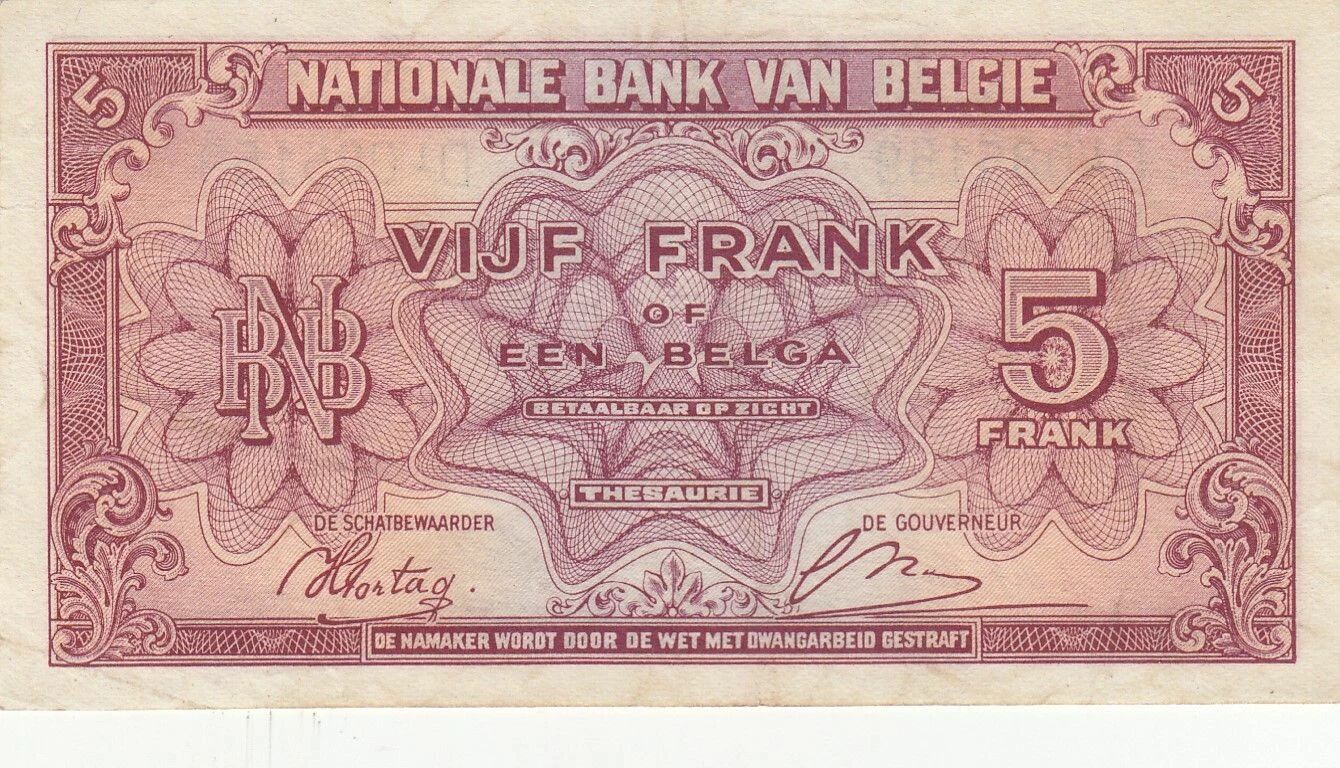 5
NATIONALE BANK VAN BELGIE
5
VIJF FRANK
OF
EEN BELGA
BNB
5
FRANK
BETAALBAAR OP ZICHT
THESAURIE
DE SCHATBEWAARDER
DE GOUVERNEUR
DE NAMAKER WORDT DOOR DE WET MET DWANGARBEID GESTRAFT